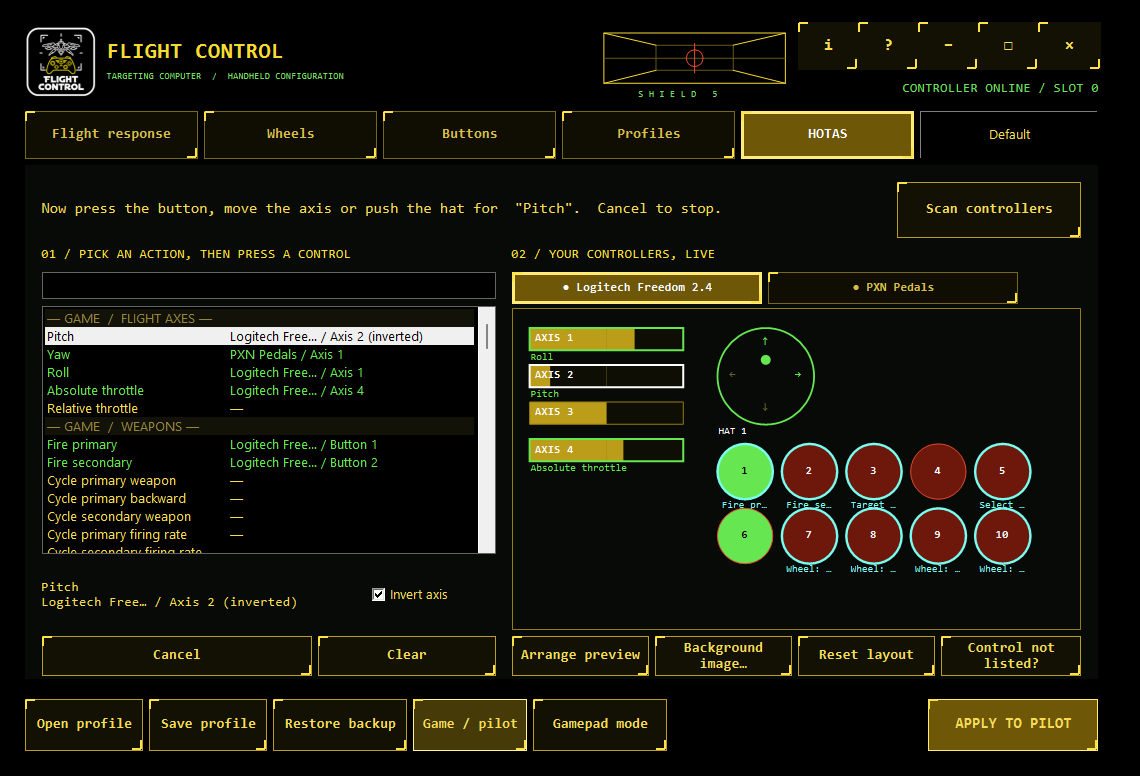 FLIGHT CONTROL
FLIGHT CONTROL
TARGETING COMPUTER / HANDHELD CONFIGURATION
SHIELD 5
i ? − □ ×
CONTROLLER ONLINE / SLOT 0
Flight response
Wheels
Buttons
Profiles
HOTAS
Default
Now press the button, move the axis or push the hat for "Pitch". Cancel to stop.
Scan controllers
01 / PICK AN ACTION, THEN PRESS A CONTROL
— GAME / FLIGHT AXES —
Pitch Logitech Free... / Axis 2 (inverted)
Yaw PXN Pedals / Axis 1
Roll Logitech Free... / Axis 1
Absolute throttle Logitech Free... / Axis 4
Relative throttle —
— GAME / WEAPONS —
Fire primary Logitech Free... / Button 1
Fire secondary Logitech Free... / Button 2
Cycle primary weapon —
Cycle primary backward —
Cycle secondary weapon —
Cycle primary firing rate —
Cycle secondary firing rate
Pitch
Logitech Free… / Axis 2 (inverted)
Invert axis
Cancel
Clear
02 / YOUR CONTROLLERS, LIVE
● Logitech Freedom 2.4
● PXN Pedals
AXIS 1
Roll
AXIS 2
Pitch
AXIS 3
AXIS 4
Absolute throttle
↑
← →
↓
HAT 1
1 2 3 4 5
Fire pr… Fire se… Target … Select …
6 7 8 9 10
Wheel: … Wheel: … Wheel: … Wheel: …
Arrange preview
Background
image…
Reset layout
Control not
listed?
Open profile
Save profile
Restore backup
Game / pilot
Gamepad mode
APPLY TO PILOT